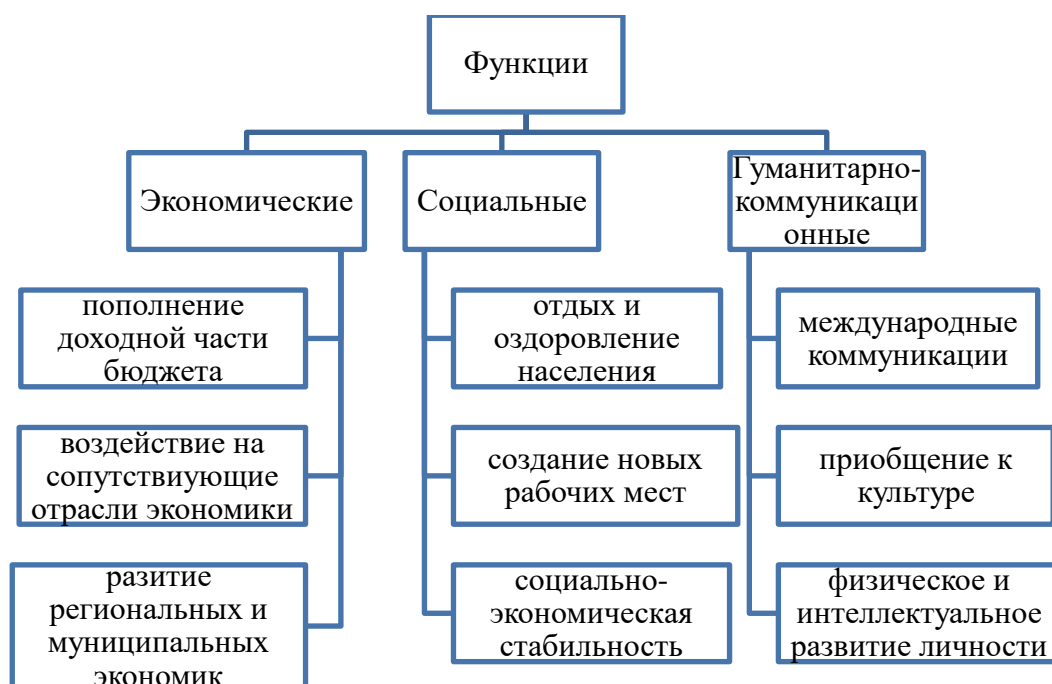 Функции
Экономические
Социальные
Гуманитарно-
коммуникаци
онные
пополнение
доходной части
бюджета
отдых и
оздоровление
населения
международные
коммуникации
воздействие на
сопутствиующие
отрасли экономики
создание новых
рабочих мест
приобщение к
культуре
разитие
региональных и
муниципальных
экономик
социально-
экономическая
стабильность
физическое и
интеллектуальное
развитие личности